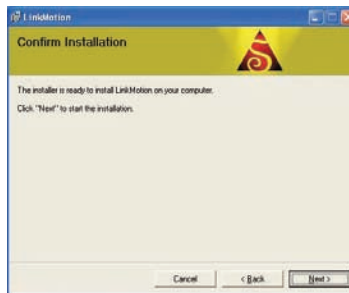 LinkMotion
Confirm Installation
The installer is ready to install LinkMotion on your computer.
Click "Next" to start the installation.
Cancel
< Back
Next >